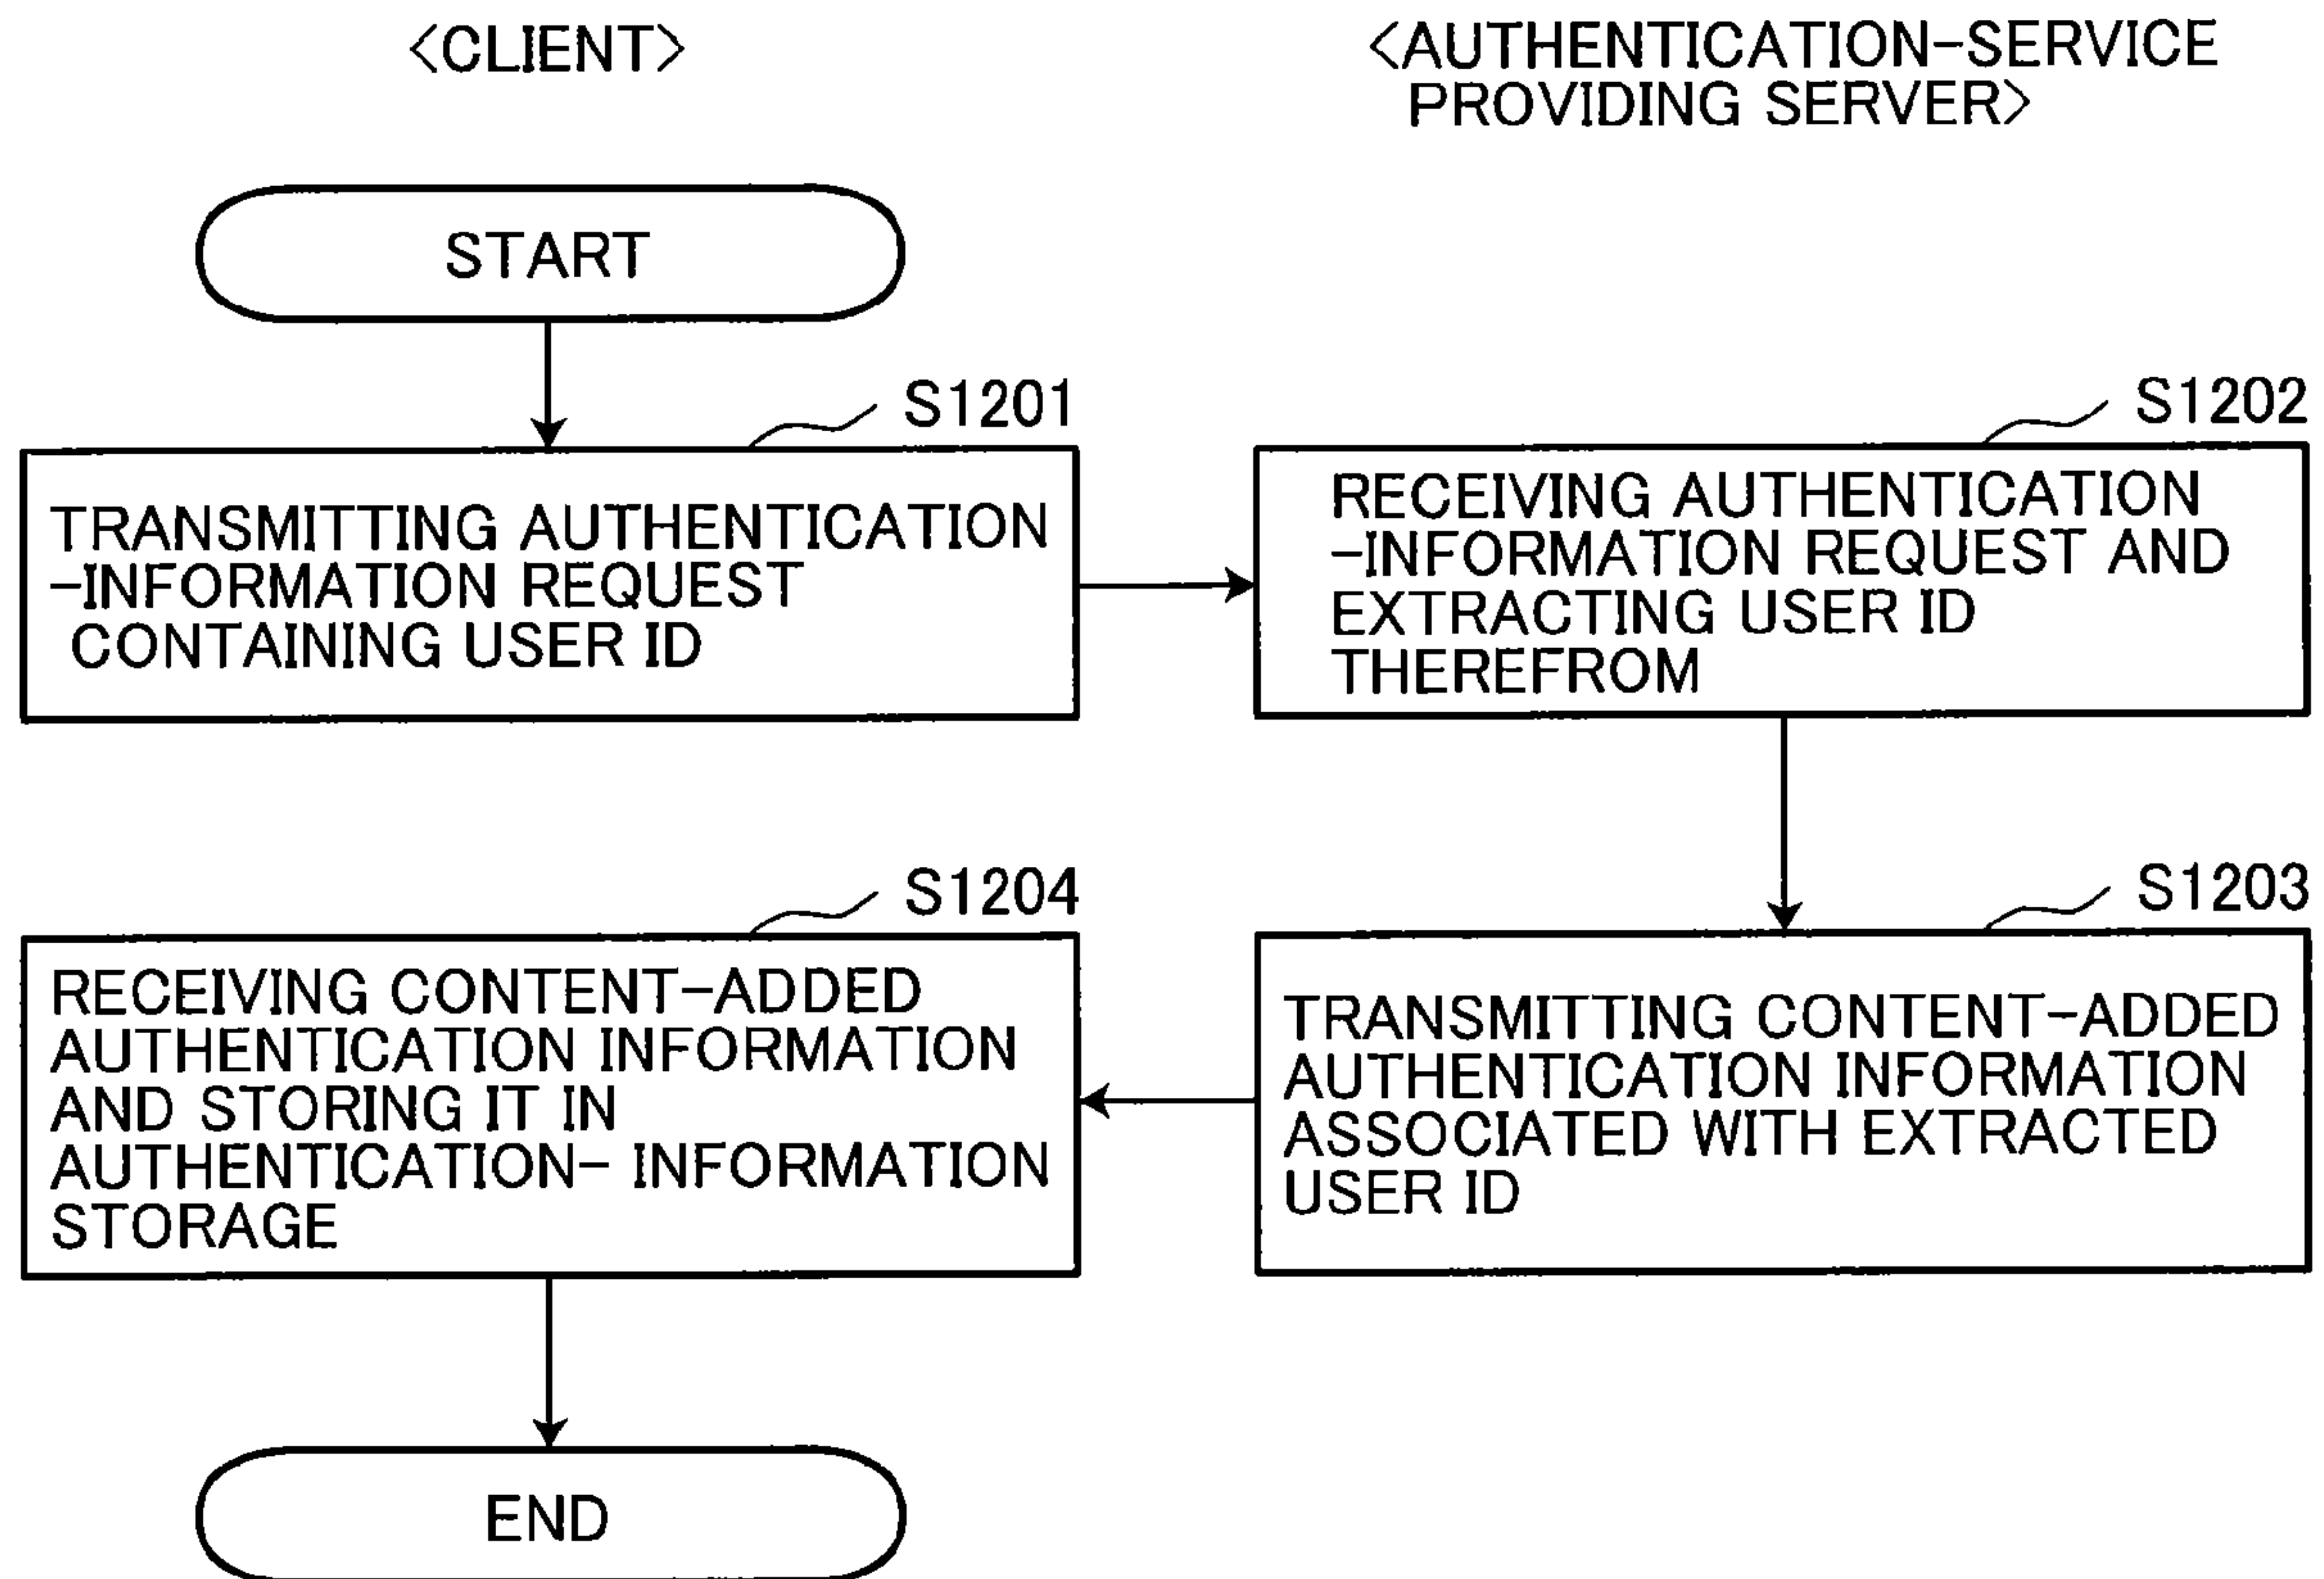 <CLIENT>
<AUTHENTICATION-SERVICE
PROVIDING SERVER>
START
S1201
TRANSMITTING AUTHENTICATION
-INFORMATION REQUEST
CONTAINING USER ID
S1202
RECEIVING AUTHENTICATION
-INFORMATION REQUEST AND
EXTRACTING USER ID
THEREFROM
S1203
TRANSMITTING CONTENT-ADDED
AUTHENTICATION INFORMATION
ASSOCIATED WITH EXTRACTED
USER ID
S1204
RECEIVING CONTENT-ADDED
AUTHENTICATION INFORMATION
AND STORING IT IN
AUTHENTICATION- INFORMATION
STORAGE
END